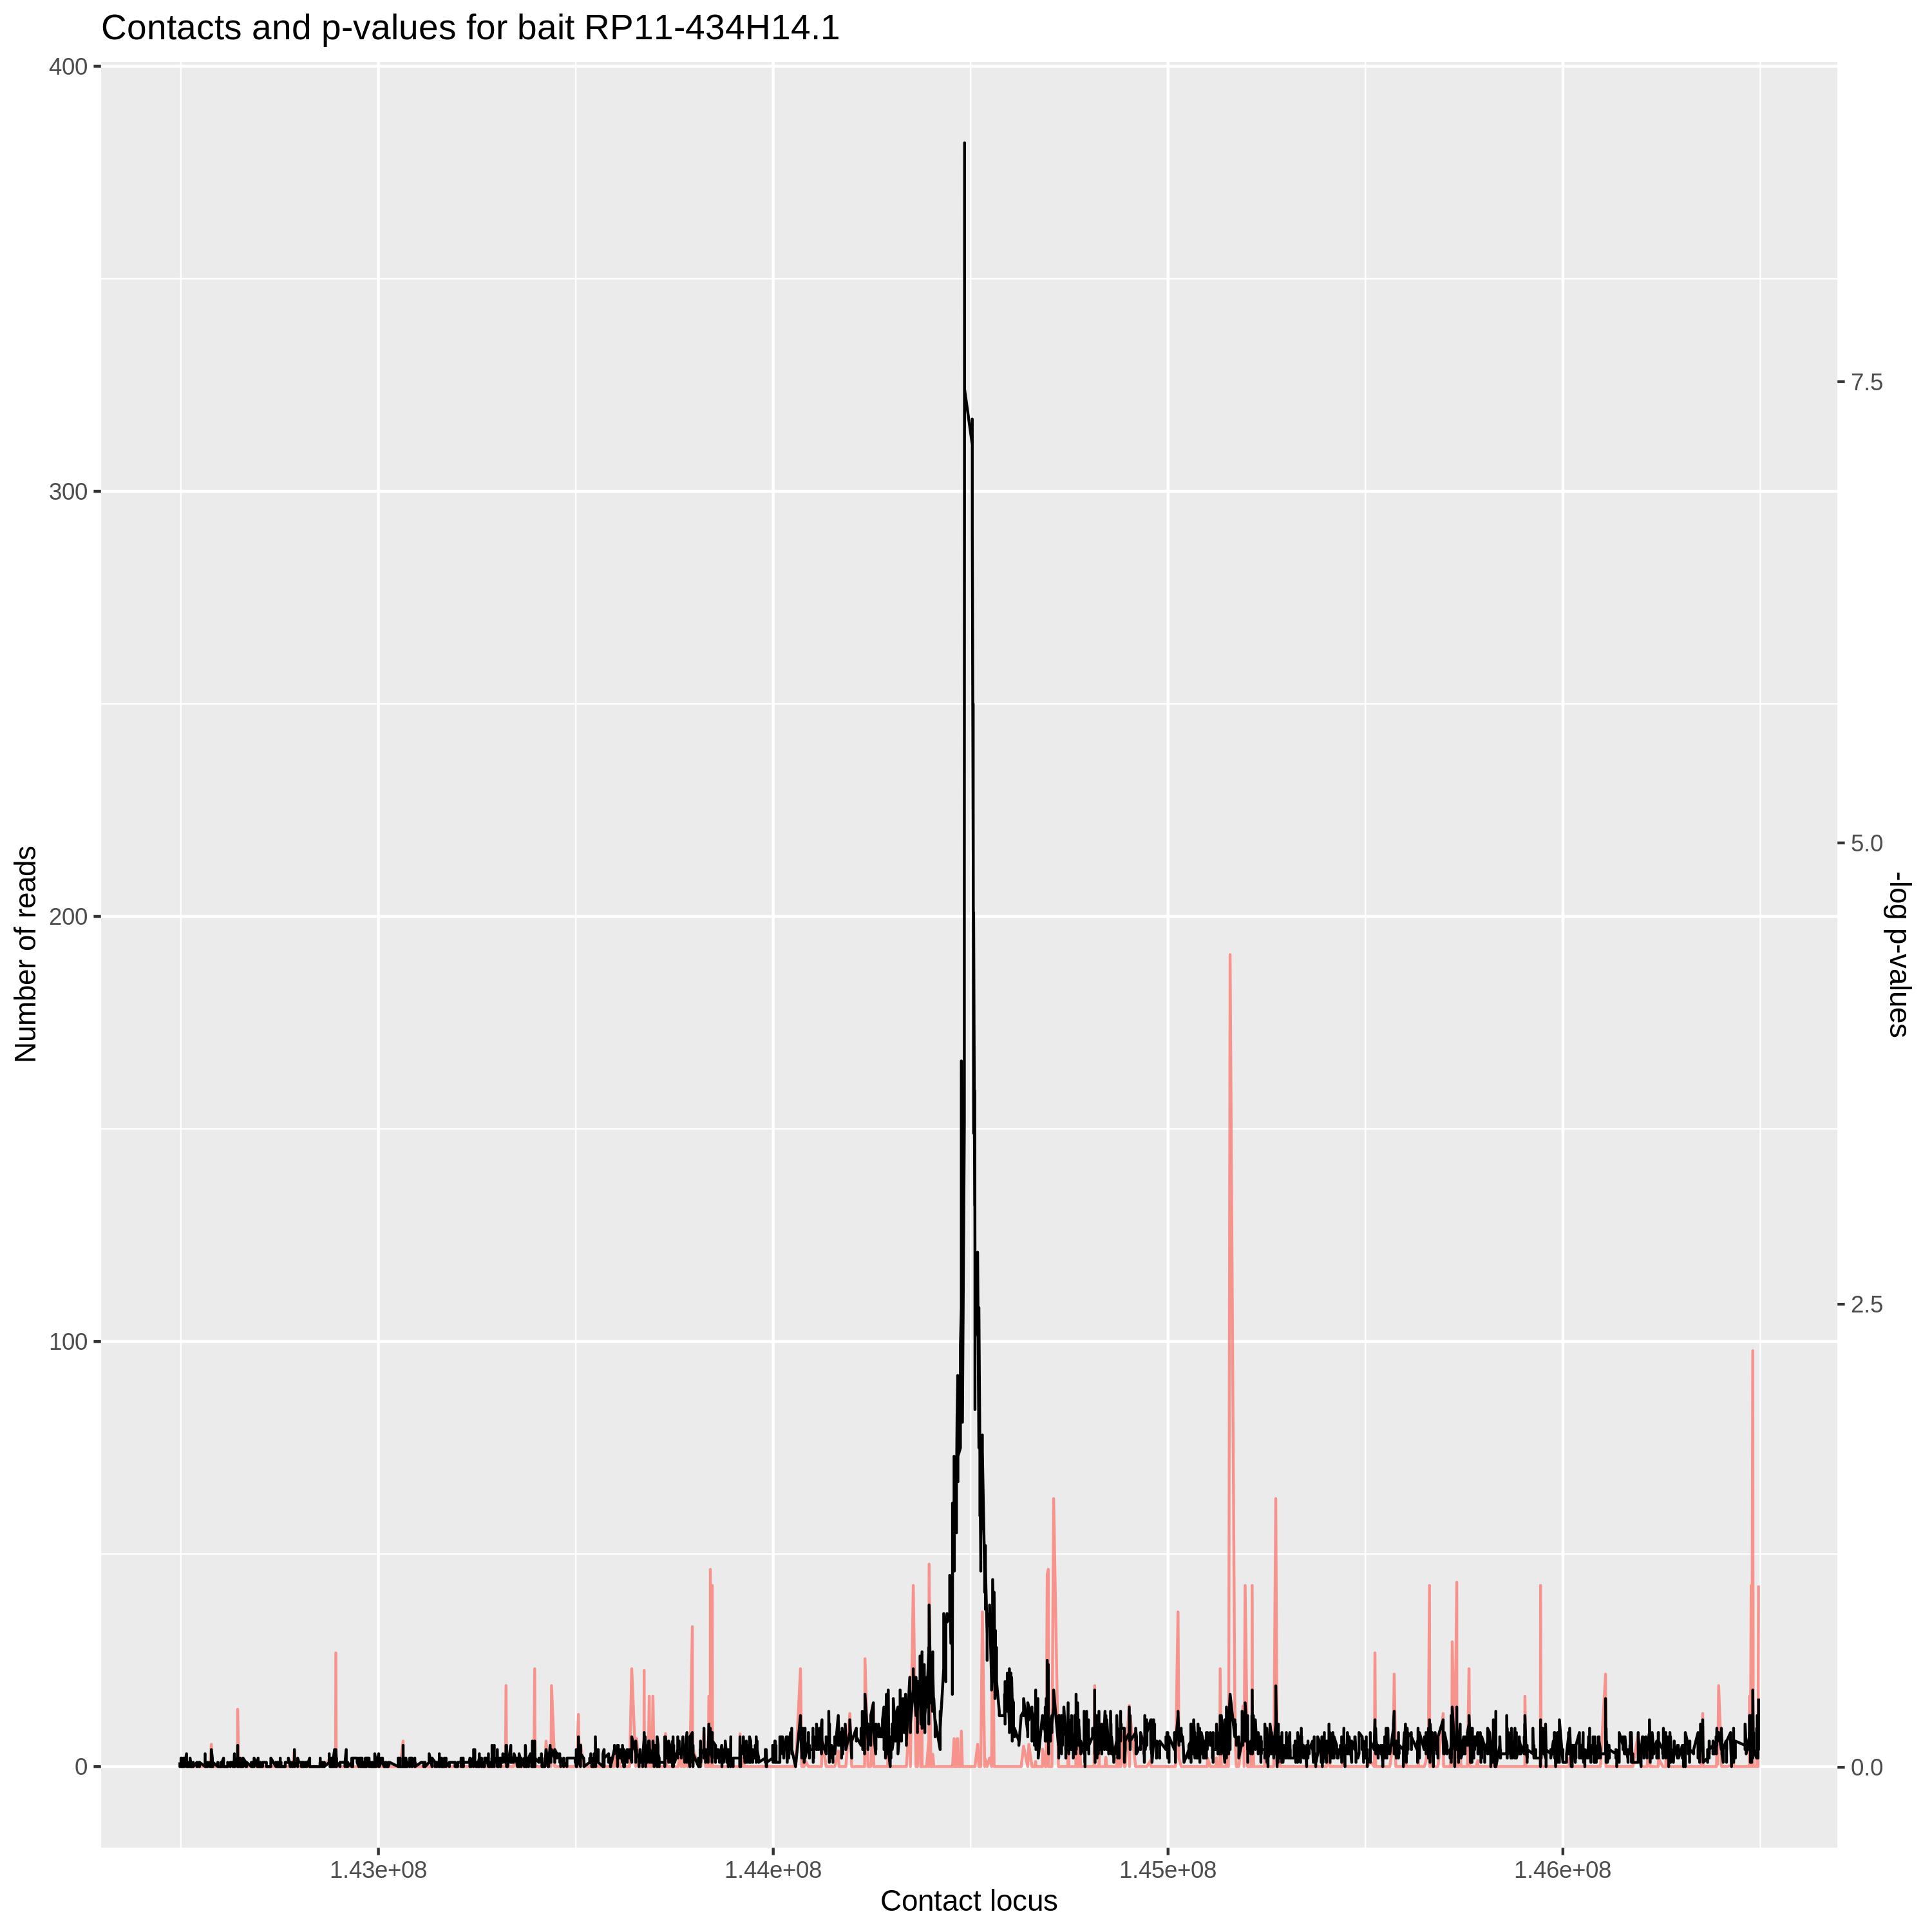 Contacts and p-values for bait RP11-434H14.1
400
300
200
100
0
Number of reads
7.5
5.0
2.5
0.0
-log p-values
1.43e+08
1.44e+08
1.45e+08
1.46e+08
Contact locus